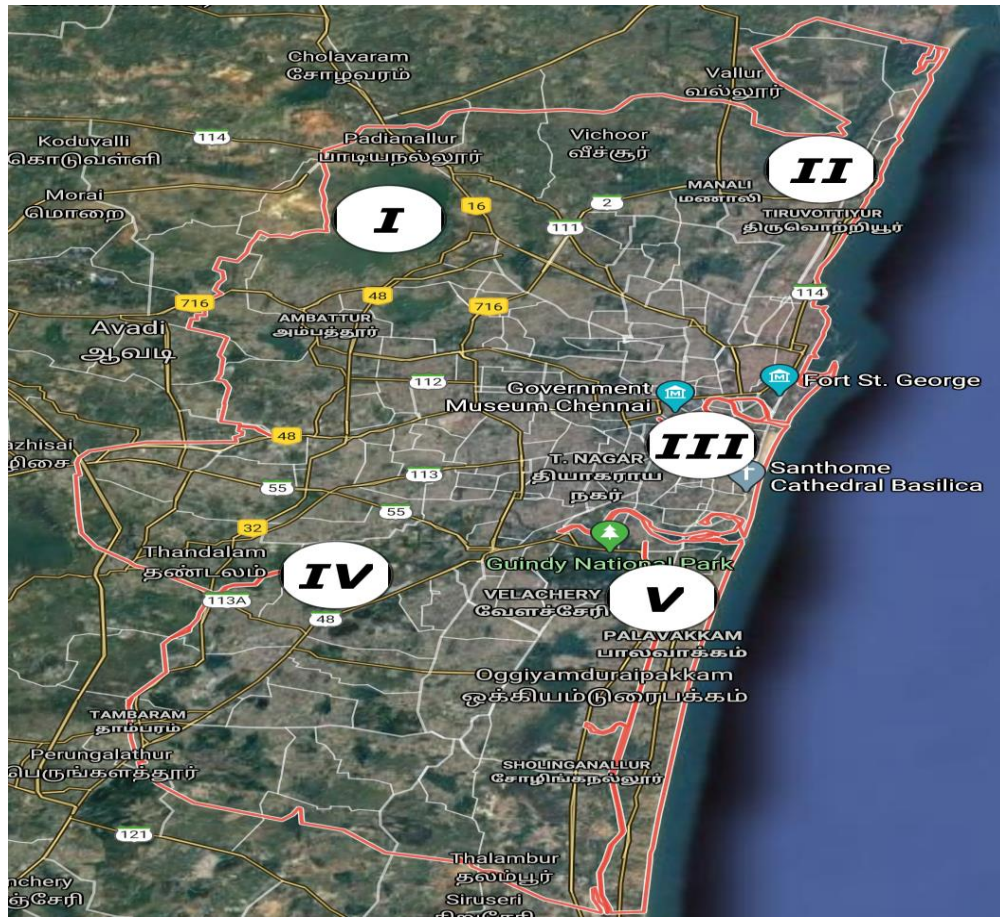 Cholavaram
சோழவரம்
Vallur
வல்லூர்
Koduvalli
கொடுவள்ளி
114
Padianallur
பாடியநல்லூர்
Vichoor
வீச்சூர்
II
Morai
மொறை
MANALI
மணாலி
I
16
2
111
TIRUVOTTIYUR
திருவொற்றியூர்
716
48
716
114
Avadi
ஆவடி
AMBATTUR
அம்பத்தூர்
112
Government
Museum Chennai
Fort St. George
48
III
T. NAGAR
தியாகராய
நகர்
113
55
Santhome
Cathedral Basilica
55
32
Thandalam
தண்டலம்
IV
Guindy National Park
113A
48
VELACHERY
வேளச்சேரி
V
PALAVAKKAM
பாலவாக்கம்
Oggiyamduraipakkam
ஒக்கியம்துரைபக்கம்
TAMBARAM
தாம்பரம்
Perungalathur
பெருங்களத்தூர்
SHOLINGANALLUR
சோழிங்கநல்லூர்
121
Thalambur
தலம்பூர்
Siruseri